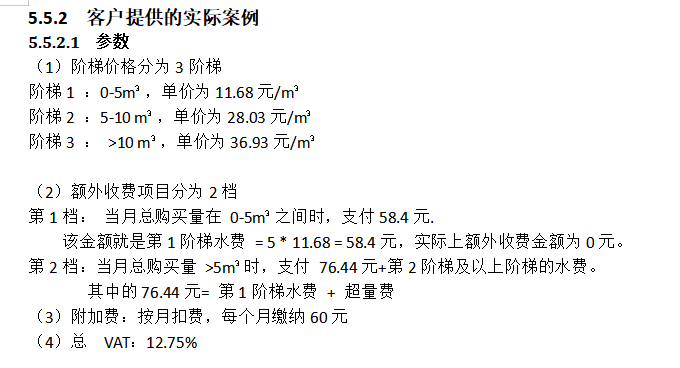 5.5.2 客户提供的实际案例
5.5.2.1 参数
（1）阶梯价格分为 3 阶梯
阶梯 1 ：0-5m³ ，单价为 11.68 元/m³
阶梯 2 ：5-10 m³ ，单价为 28.03 元/m³
阶梯 3 ： >10 m³ ，单价为 36.93 元/m³
（2）额外收费项目分为 2 档
第 1 档： 当月总购买量在 0-5m³ 之间时，支付 58.4 元.
该金额就是第 1 阶梯水费 = 5 * 11.68 = 58.4 元，实际上额外收费金额为 0 元。
第 2 档：当月总购买量 >5m³ 时，支付 76.44 元+第 2 阶梯及以上阶梯的水费。
其中的 76.44 元= 第 1 阶梯水费 + 超量费
（3）附加费：按月扣费，每个月缴纳 60 元
（4）总 VAT：12.75%